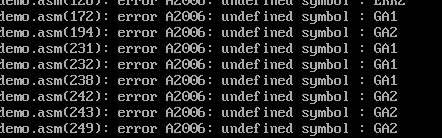 demo.asm(128): error A2006: undefined symbol : ERR2
demo.asm(172): error A2006: undefined symbol : GA1
demo.asm(194): error A2006: undefined symbol : GA2
demo.asm(231): error A2006: undefined symbol : GA1
demo.asm(232): error A2006: undefined symbol : GA1
demo.asm(238): error A2006: undefined symbol : GA1
demo.asm(242): error A2006: undefined symbol : GA2
demo.asm(243): error A2006: undefined symbol : GA2
demo.asm(249): error A2006: undefined symbol : GA2